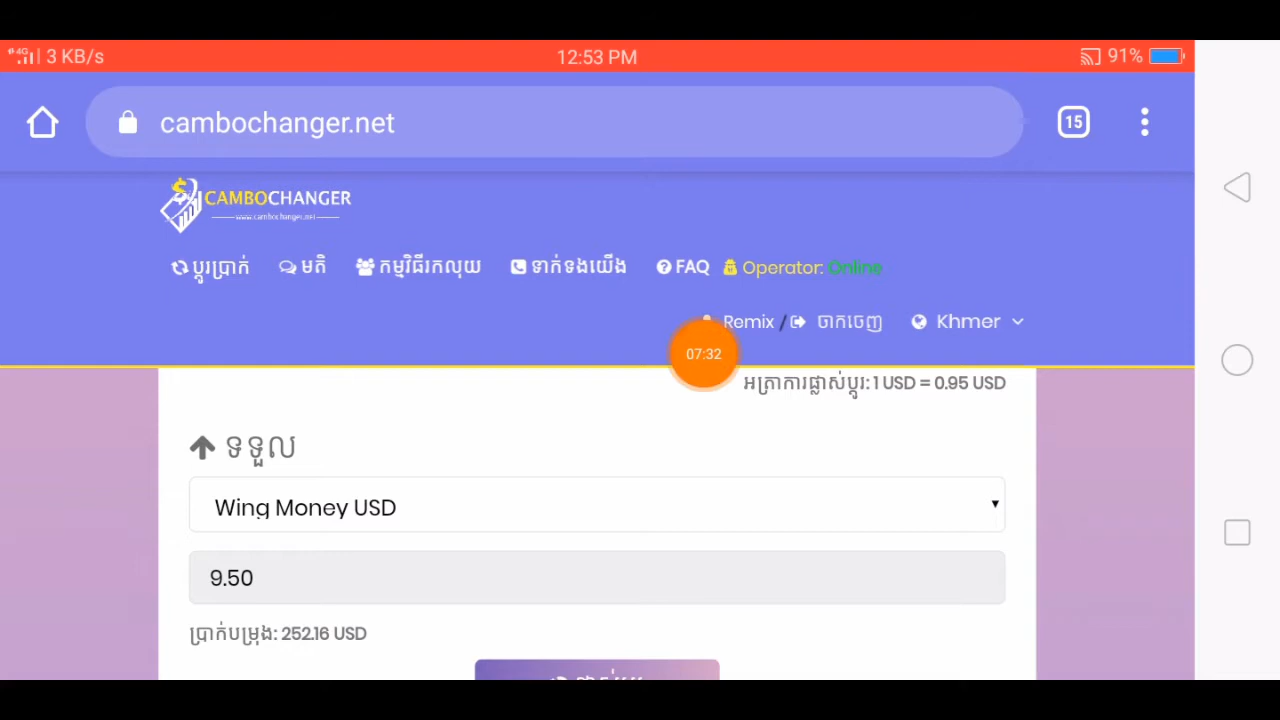 4G 3 KB/s 12:53 PM 91%
cambochanger.net 15
CAMBOCHANGER
www.cambochanger.net
ប្តូរប្រាក់ មតិ កម្មវិធីរកលុយ ទាក់ទងយើង FAQ Operator: Online
Remix / ចាកចេញ Khmer
07:32
អត្រាការផ្លាស់ប្តូរ: 1 USD = 0.95 USD
ទទួល
Wing Money USD
9.50
ប្រាក់បម្រុង: 252.16 USD